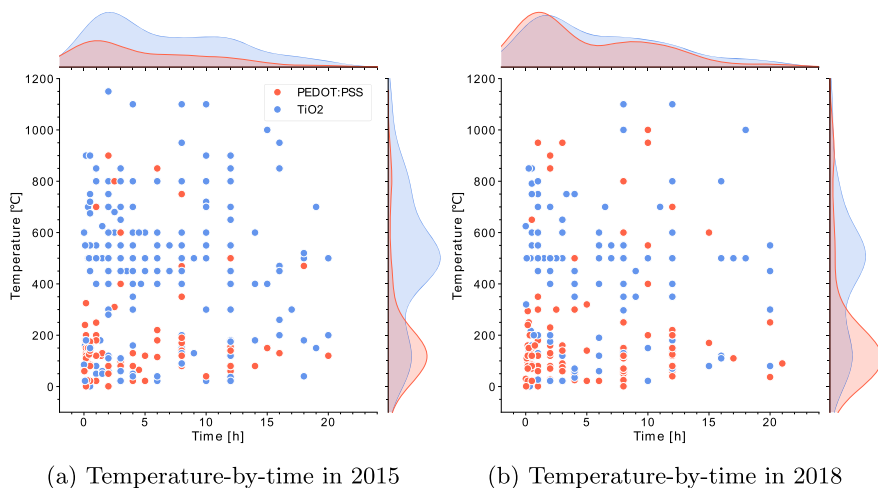 1200
1000
800
600
400
200
0
Temperature [℃]
0 5 10 15 20
Time [h]
PEDOT:PSS
TiO2
(a) Temperature-by-time in 2015
1200
1000
800
600
400
200
0
Temperature [℃]
0 5 10 15 20
Time [h]
(b) Temperature-by-time in 2018